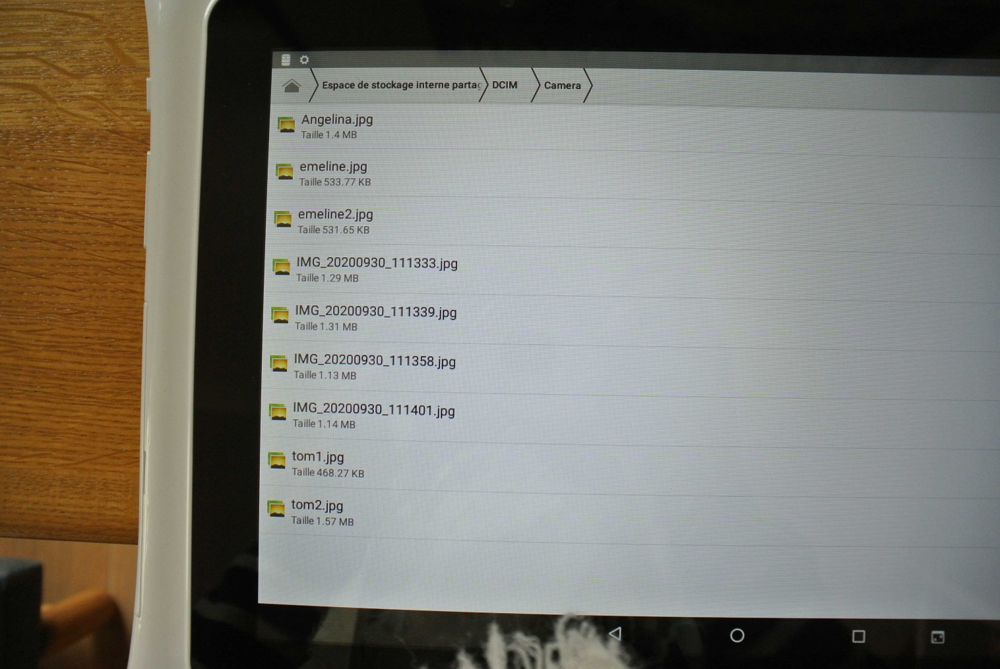 Espace de stockage interne parta
DCIM
Camera
Angelina.jpg
Taille 1.4 MB
emeline.jpg
Taille 533.77 KB
emeline2.jpg
Taille 531.65 KB
IMG_20200930_111333.jpg
Taille 1.29 MB
IMG_20200930_111339.jpg
Taille 1.31 MB
IMG_20200930_111358.jpg
Taille 1.13 MB
IMG_20200930_111401.jpg
Taille 1.14 MB
tom1.jpg
Taille 468.27 KB
tom2.jpg
Taille 1.57 MB